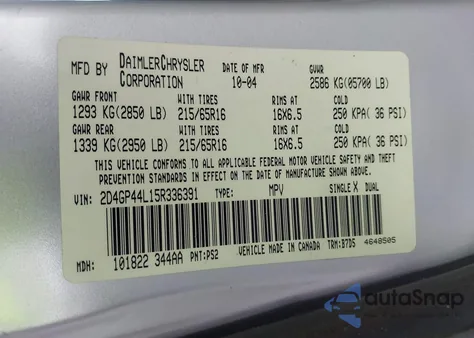 MFD BY DAIMLERCHRYSLER CORPORATION DATE OF MFR 10-04 GVWR 2586 KG(05700 LB)
GAWR FRONT WITH TIRES RIMS AT COLD
1293 KG(2850 LB) 215/65R16 16X6.5 250 KPA( 36 PSI)
GAWR REAR WITH TIRES RIMS AT COLD
1339 KG(2950 LB) 215/65R16 16X6.5 250 KPA( 36 PSI)
THIS VEHICLE CONFORMS TO ALL APPLICABLE FEDERAL MOTOR VEHICLE SAFETY AND THEFT
PREVENTION STANDARDS IN EFFECT ON THE DATE OF MANUFACTURE SHOWN ABOVE.
VIN: 2D4GP44L15R336391 TYPE: MPV SINGLE X DUAL
MDH: 101822 344AA PNT:PS2 VEHICLE MADE IN CANADA TRM:B7D5 4648505
autoSnap